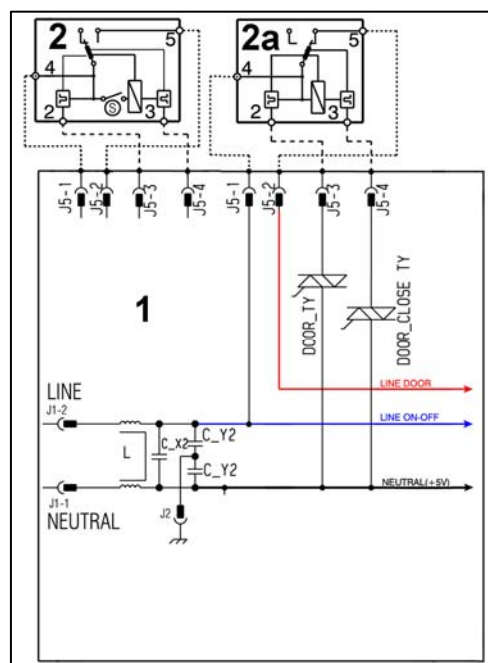 2
5
4
2
3
S
2a
5
4
2
3
J5-1
J5-2
J5-3
J5-4
J5-1
J5-2
J5-3
J5-4
1
DOOR_TY
DOOR_CLOSE TY
LINE DOOR
LINE
LINE ON-OFF
J1-2
C_Y2
C_X2
L
C_Y2
J1-1
NEUTRAL(+5V)
NEUTRAL
J2